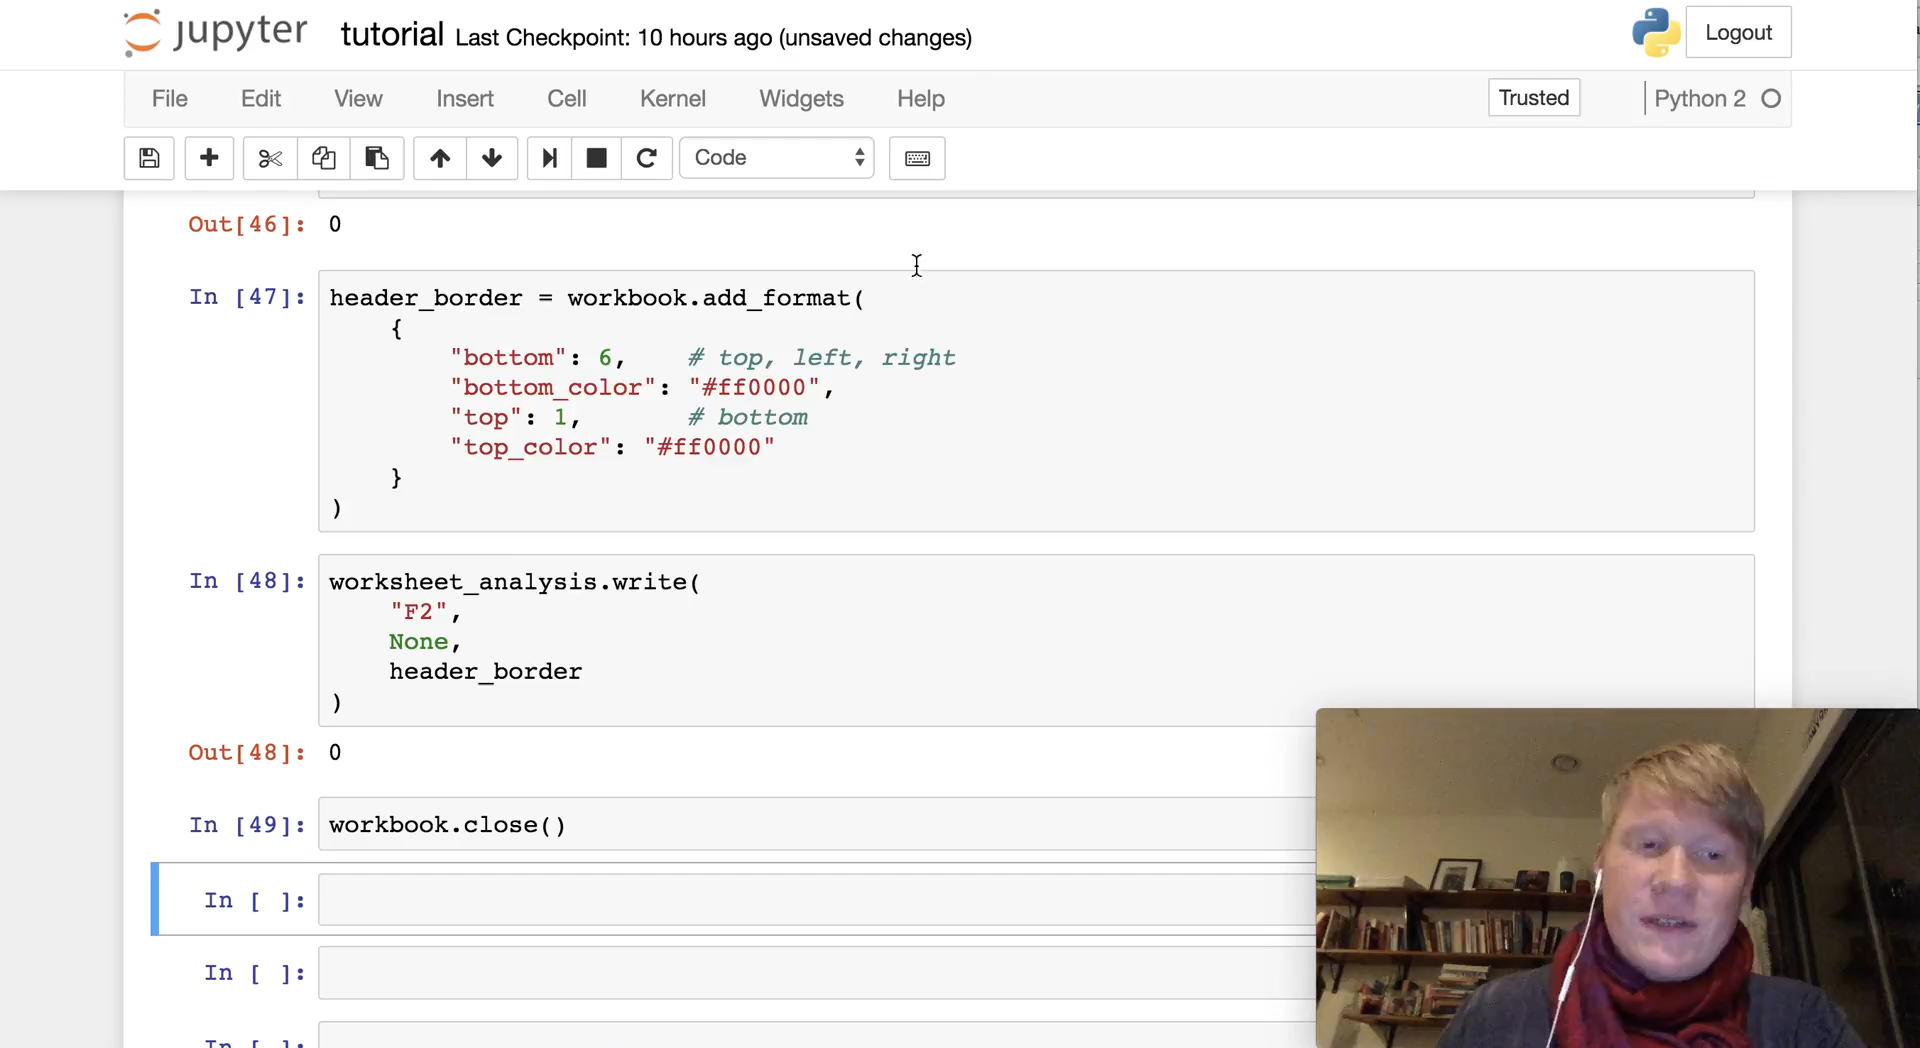 jupyter tutorial Last Checkpoint: 10 hours ago (unsaved changes) Logout
File Edit View Insert Cell Kernel Widgets Help Trusted Python 2
Code
Out[46]: 0
In [47]: header_border = workbook.add_format(
{
"bottom": 6, # top, left, right
"bottom_color": "#ff0000",
"top": 1, # bottom
"top_color": "#ff0000"
}
)
In [48]: worksheet_analysis.write(
"F2",
None,
header_border
)
Out[48]: 0
In [49]: workbook.close()
In [ ]:
In [ ]:
In [ ]: